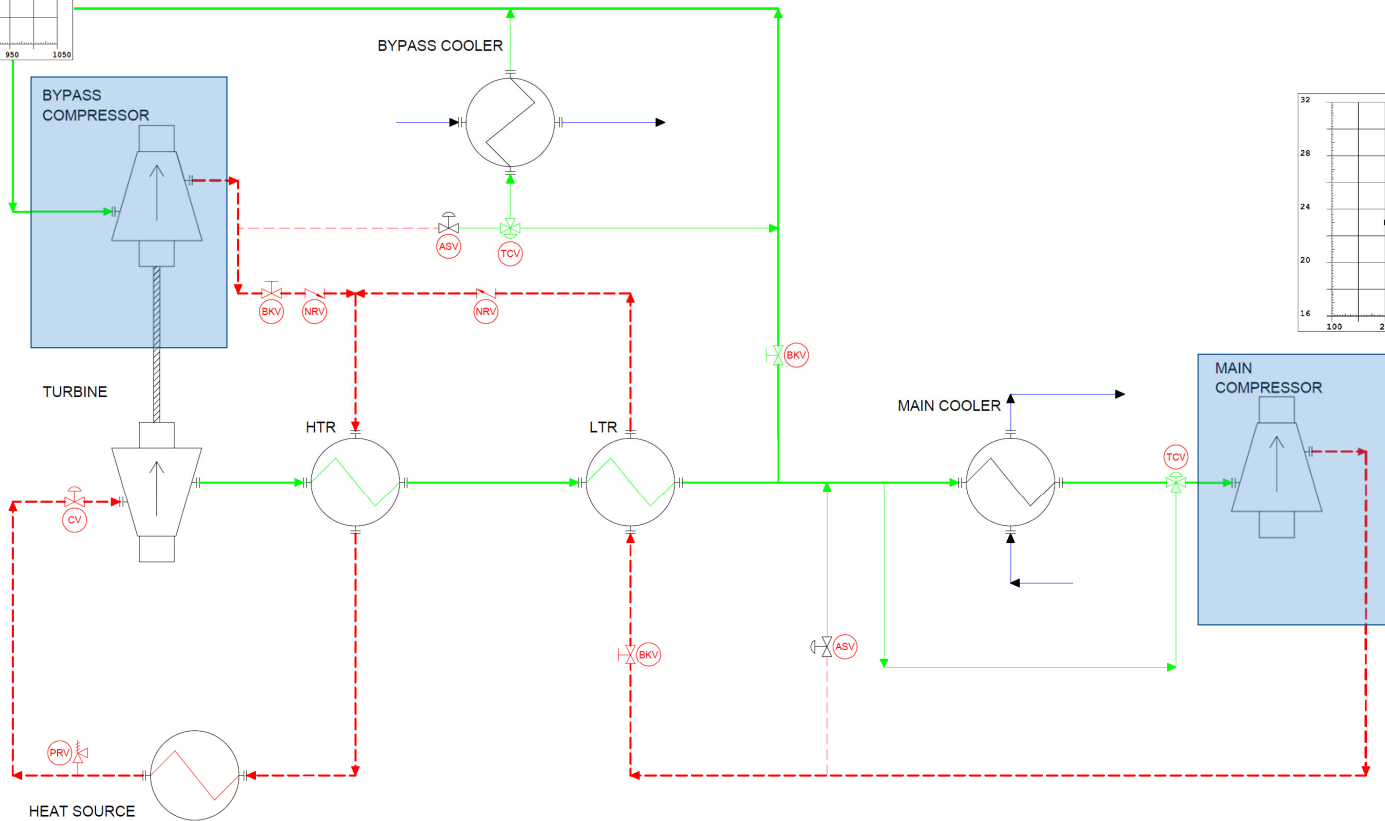 950 1050
BYPASS COOLER
BYPASS
COMPRESSOR
32
28
24
20
16
100 2
ASV
TCV
BKV
NRV
NRV
BKV
TURBINE
MAIN
COMPRESSOR
MAIN COOLER
HTR
LTR
TCV
CV
BKV
ASV
PRV
HEAT SOURCE